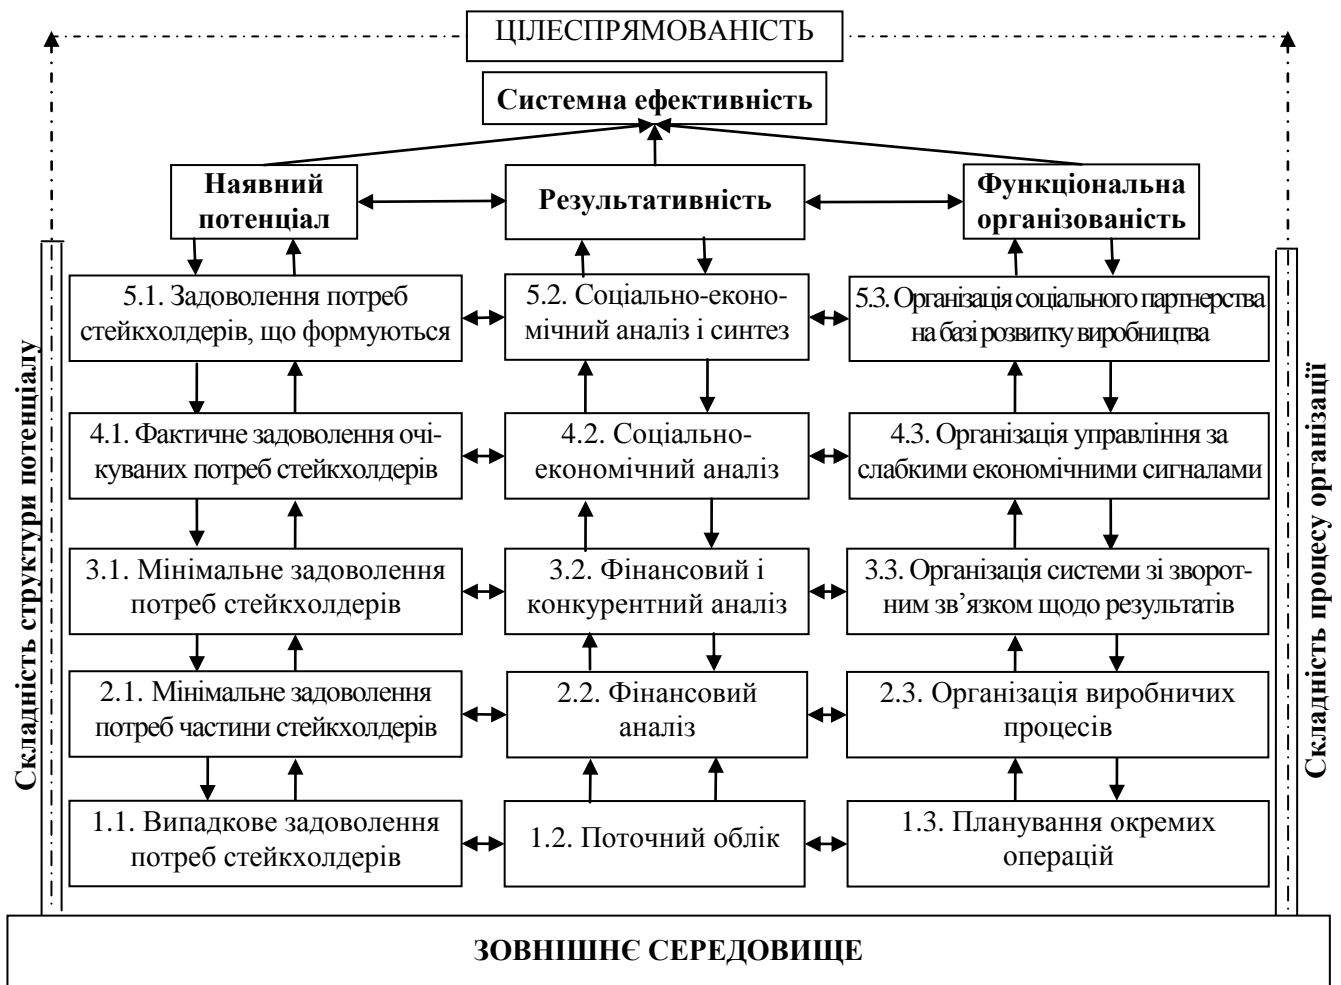 ЦІЛЕСПРЯМОВАНІСТЬ
Системна ефективність
Наявний
потенціал
Результативність
Функціональна
організованість
5.1. Задоволення потреб
стейкхолдерів, що формуються
5.2. Соціально-еконо-
мічний аналіз і синтез
5.3. Організація соціального партнерства
на базі розвитку виробництва
4.1. Фактичне задоволення очі-
куваних потреб стейкхолдерів
4.2. Соціально-
економічний аналіз
4.3. Організація управління за
слабкими економічними сигналами
3.1. Мінімальне задоволення
потреб стейкхолдерів
3.2. Фінансовий і
конкурентний аналіз
3.3. Організація системи зі зворот-
ним зв’язком щодо результатів
2.1. Мінімальне задоволення
потреб частини стейкхолдерів
2.2. Фінансовий
аналіз
2.3. Організація виробничих
процесів
1.1. Випадкове задоволення
потреб стейкхолдерів
1.2. Поточний облік
1.3. Планування окремих
операцій
Складність структури потенціалу
Складність процесу організації
ЗОВНІШНЄ СЕРЕДОВИЩЕ